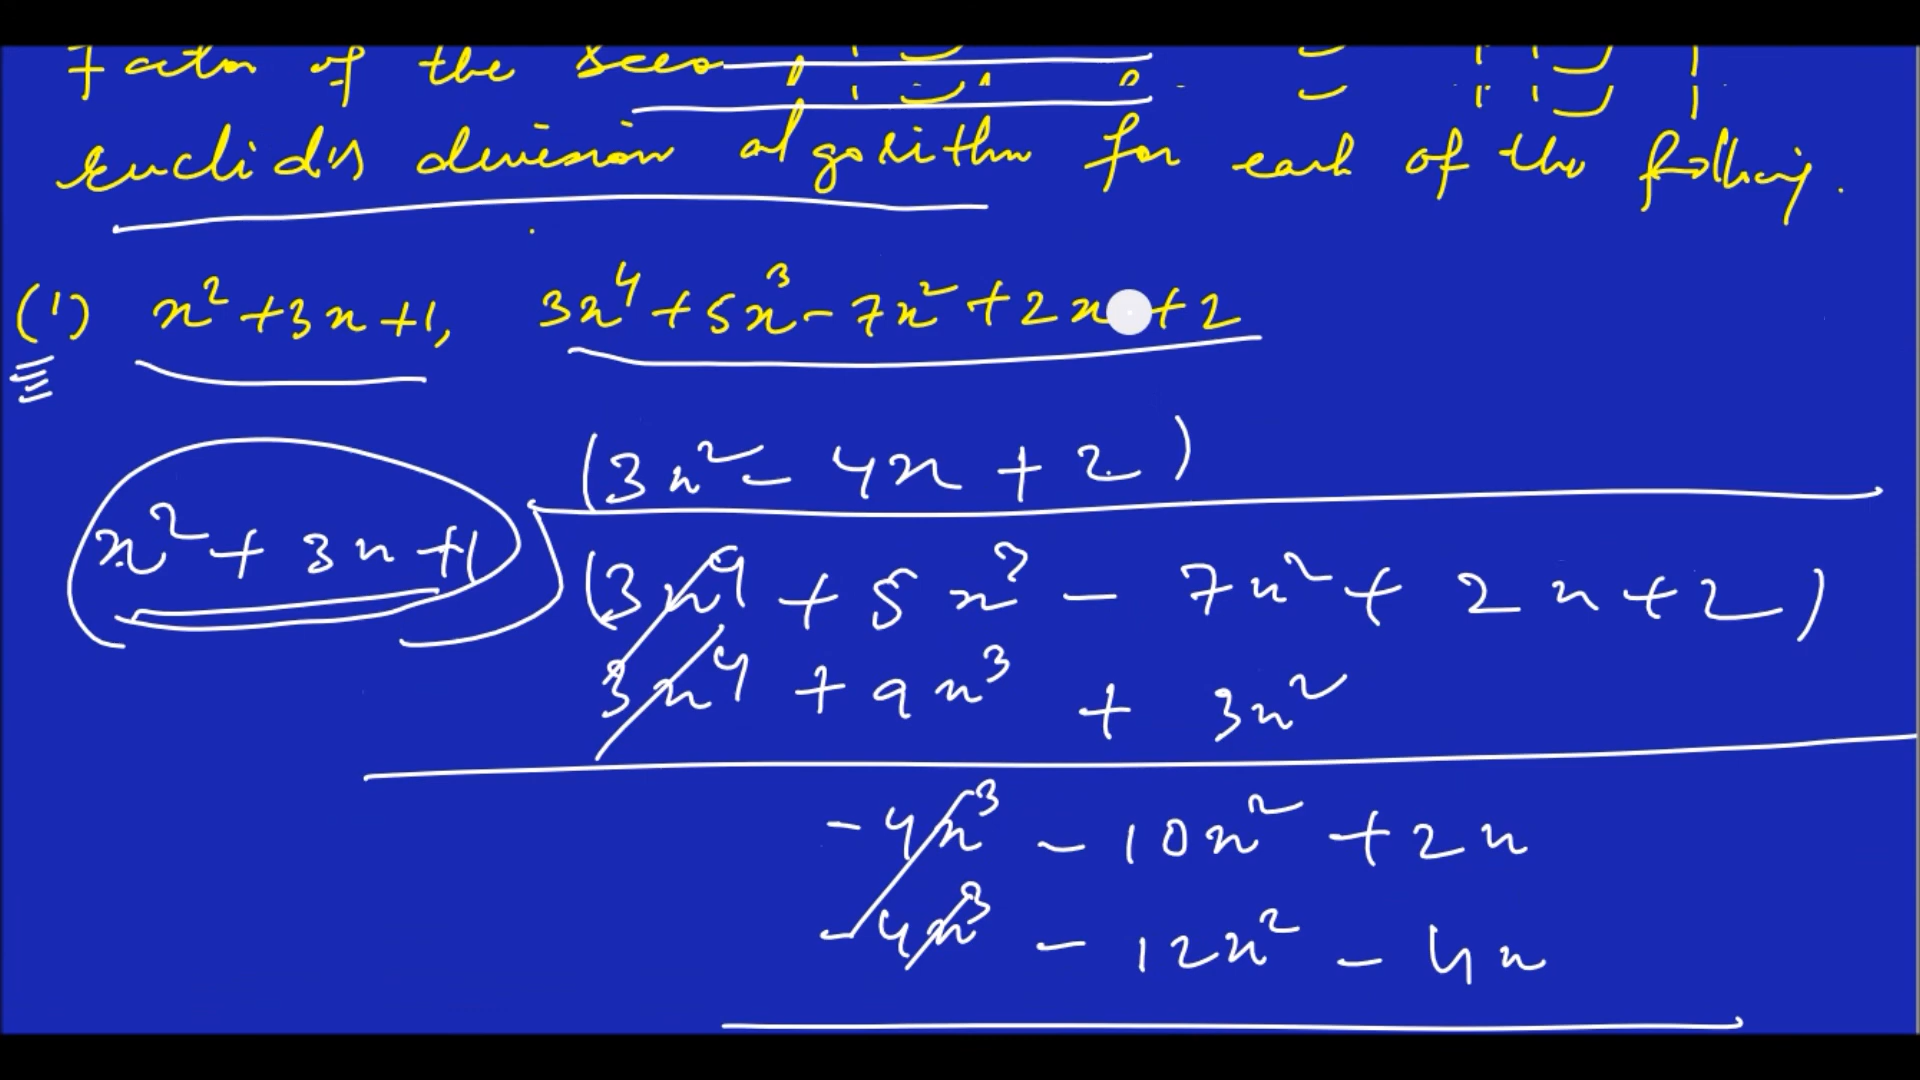 Factor of the seco
euclid's division algorithm for each of the following.
(1) x²+3x+1, 3x⁴+5x³-7x²+2x+2
(3x²-4x+2)
x²+3x+1 (3x⁴+5x³-7x²+2x+2)
3x⁴+9x³+3x²
-4x³-10x²+2x
-4x³-12x²-4x